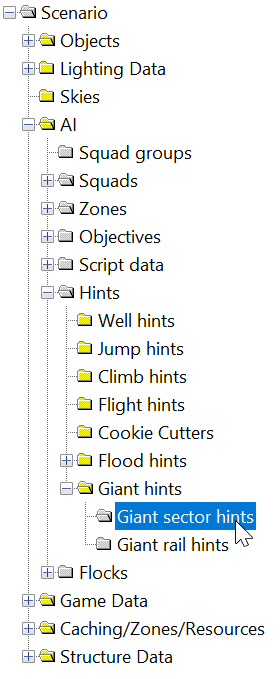 Scenario
Objects
Lighting Data
Skies
AI
Squad groups
Squads
Zones
Objectives
Script data
Hints
Well hints
Jump hints
Climb hints
Flight hints
Cookie Cutters
Flood hints
Giant hints
Giant sector hints
Giant rail hints
Flocks
Game Data
Caching/Zones/Resources
Structure Data